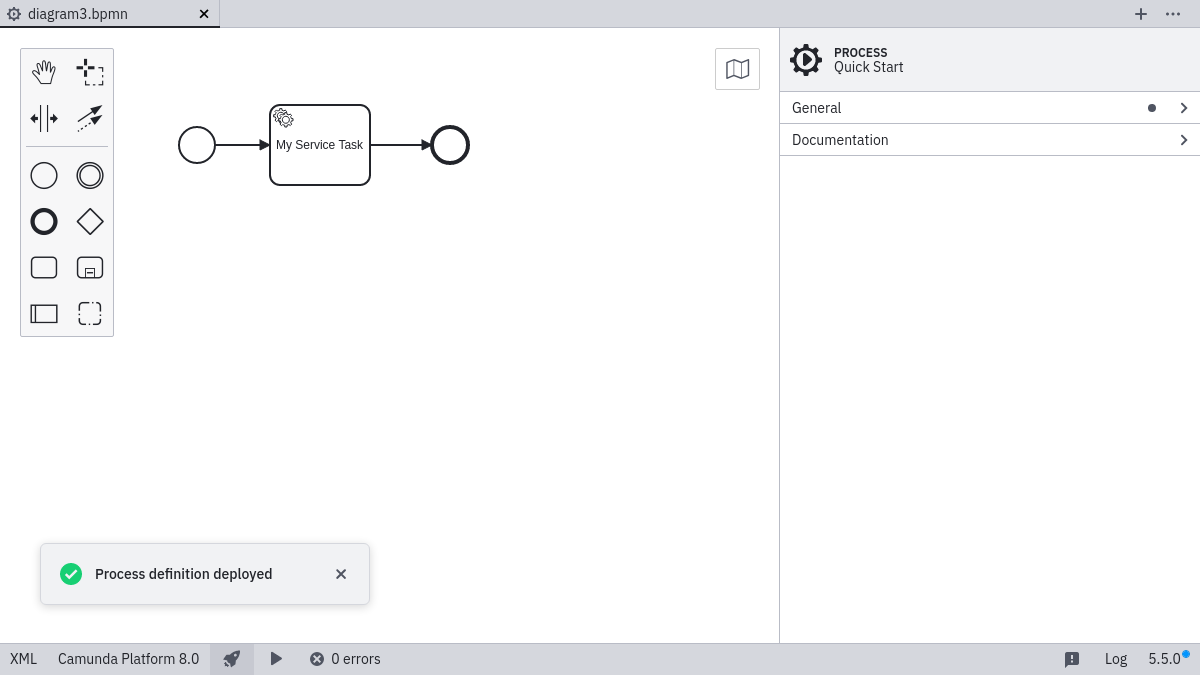 diagram3.bpmn
PROCESS
Quick Start
General
Documentation
My Service Task
Process definition deployed
XML Camunda Platform 8.0 0 errors Log 5.5.0